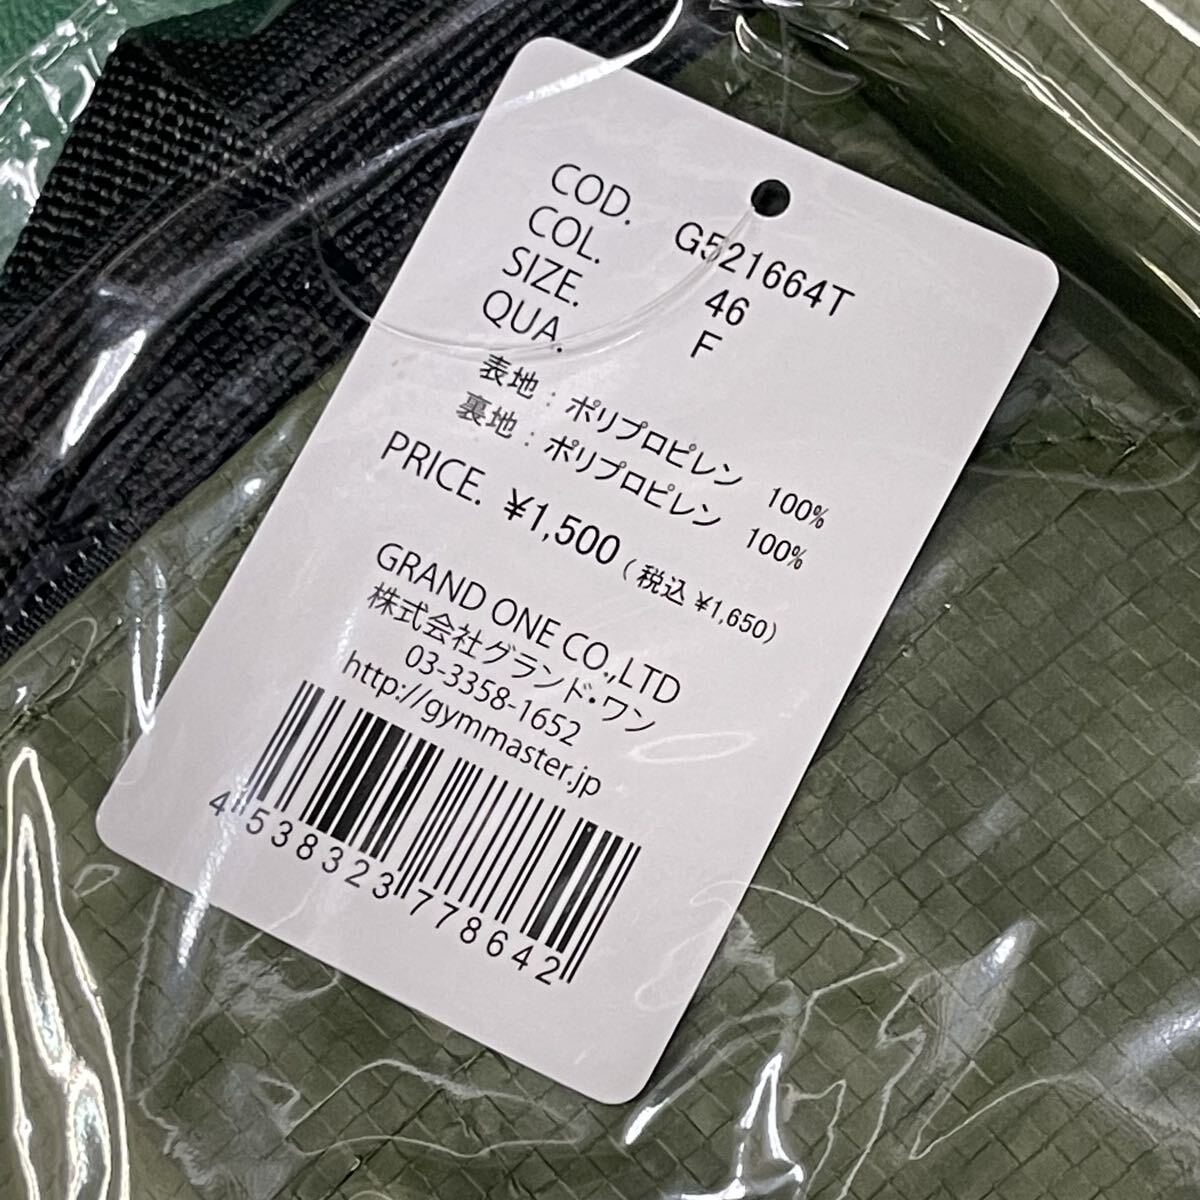 COD. G521664T
COL. 46
SIZE. F
QUA.
表地：ポリプロピレン 100%
裏地：ポリプロピレン 100%
PRICE. ¥1,500（税込 ¥1,650）
GRAND ONE CO.,LTD
株式会社グランド・ワン
03-3358-1652
http://gymmaster.jp
4538323778642